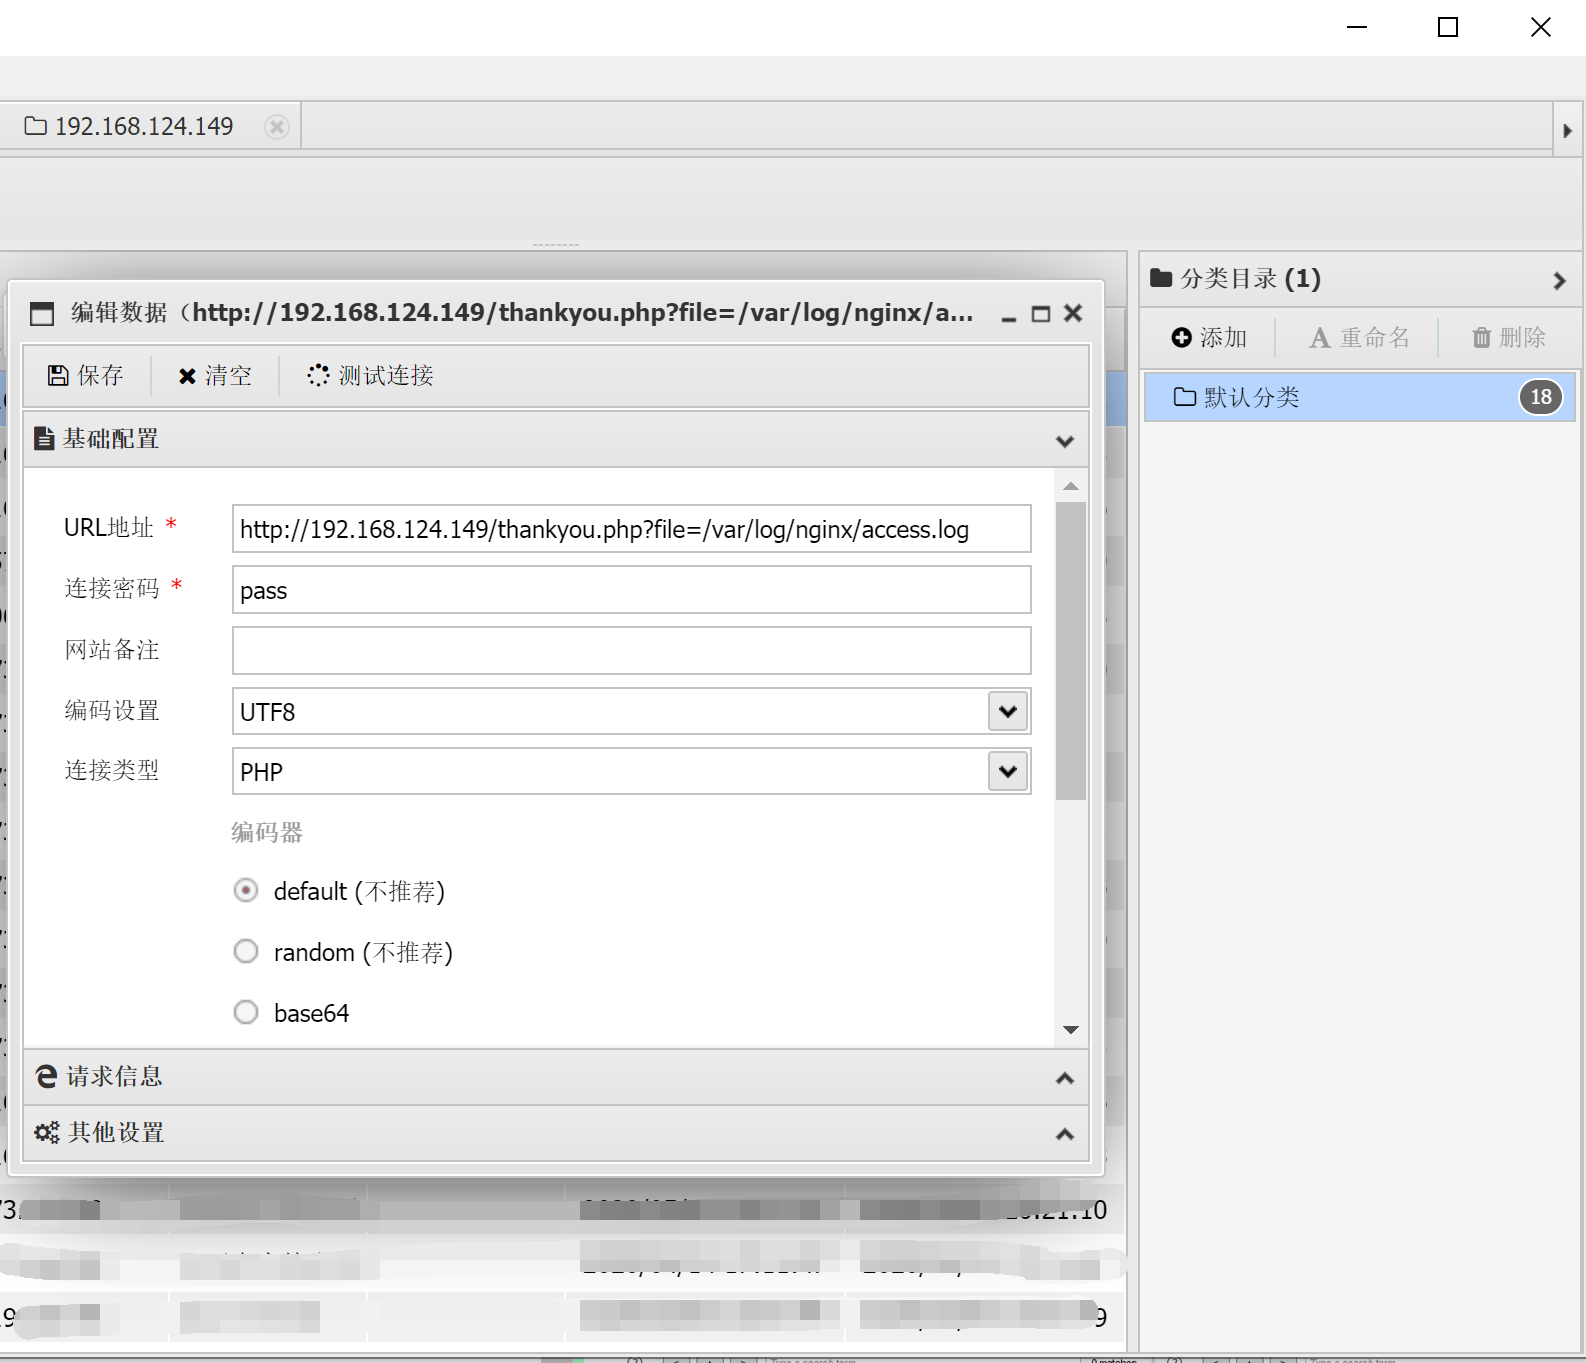 192.168.124.149
编辑数据（http://192.168.124.149/thankyou.php?file=/var/log/nginx/a...
保存 清空 测试连接
基础配置
URL地址 * http://192.168.124.149/thankyou.php?file=/var/log/nginx/access.log
连接密码 * pass
网站备注
编码设置 UTF8
连接类型 PHP
编码器
default (不推荐)
random (不推荐)
base64
请求信息
其他设置
分类目录 (1)
添加 重命名 删除
默认分类 18